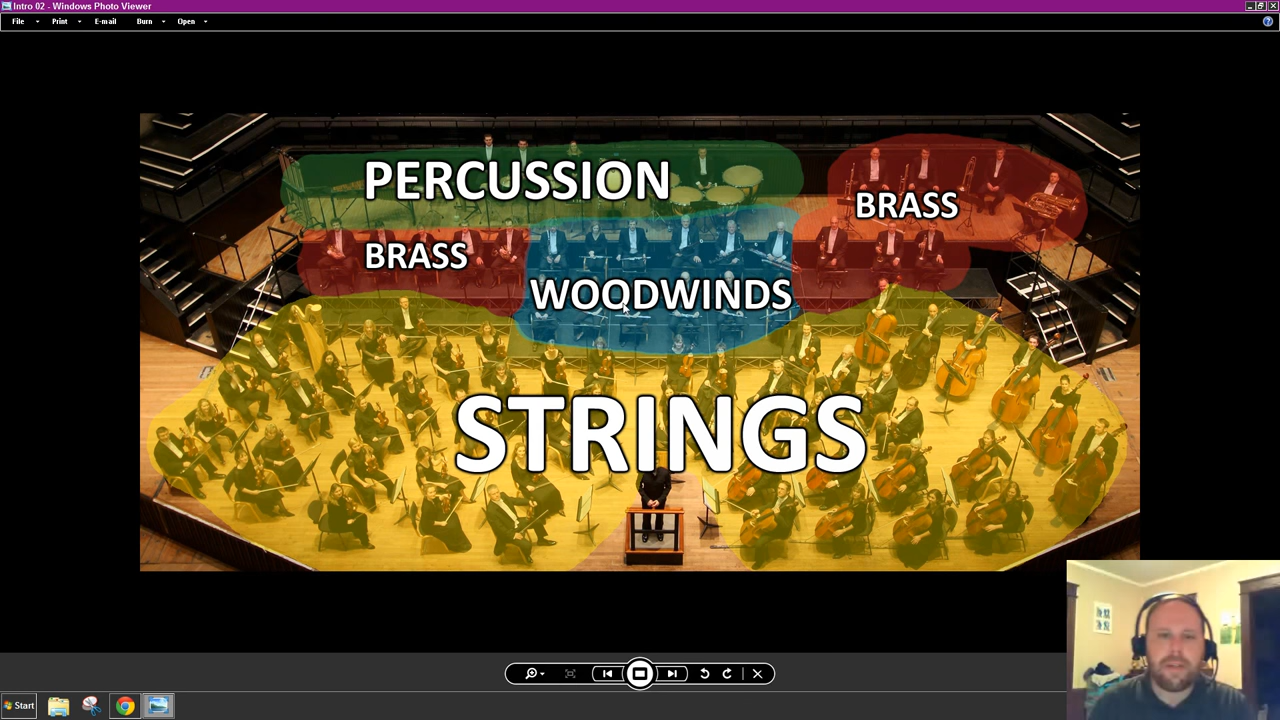 Intro 02 - Windows Photo Viewer
File Print E-mail Burn Open
PERCUSSION
BRASS
BRASS
WOODWINDS
STRINGS
Start